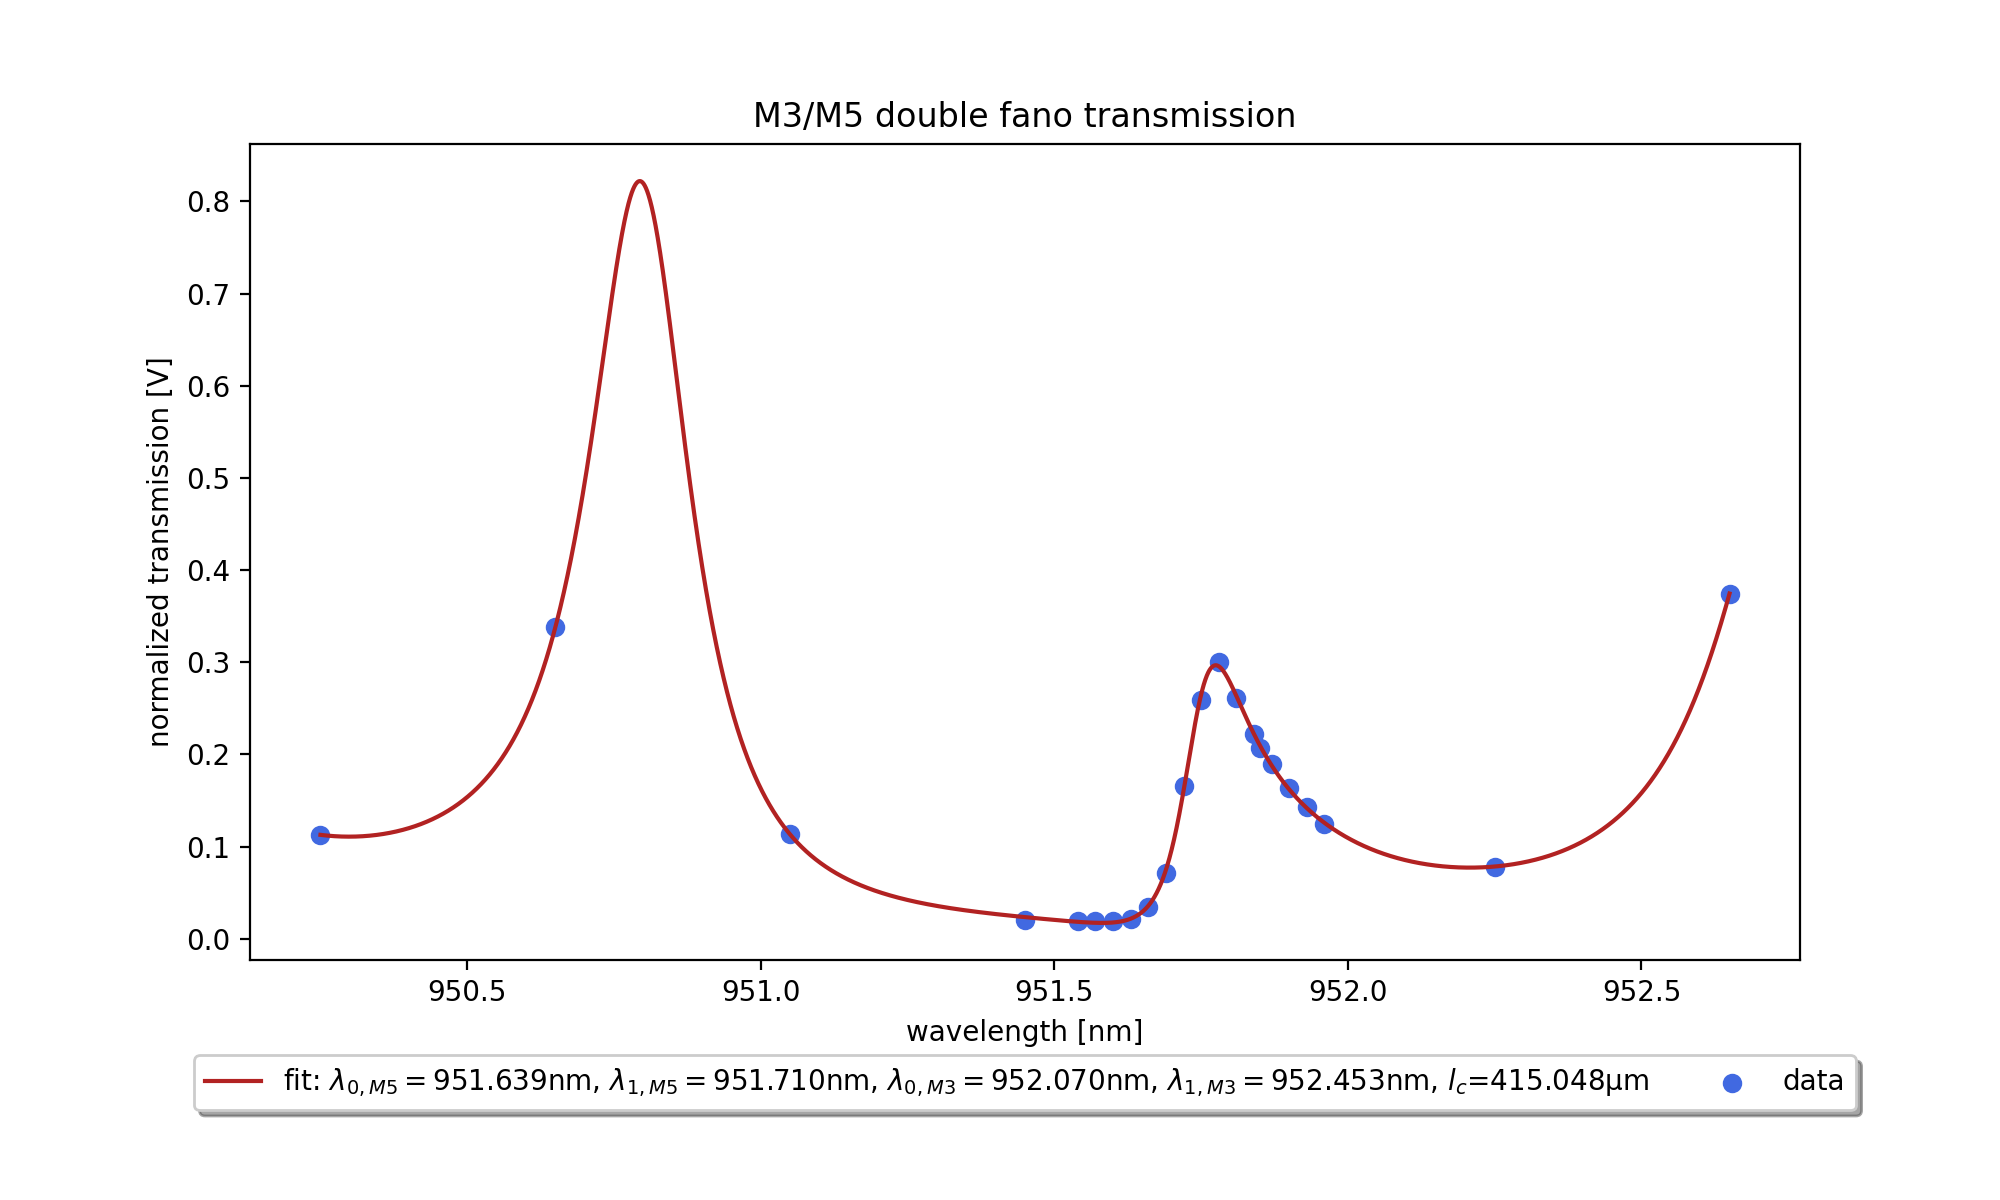 M3/M5 double fano transmission
normalized transmission [V]
0.8
0.7
0.6
0.5
0.4
0.3
0.2
0.1
0.0
950.5 951.0 951.5 952.0 952.5
wavelength [nm]
fit: λ0,M5 = 951.639nm, λ1,M5 = 951.710nm, λ0,M3 = 952.070nm, λ1,M3 = 952.453nm, lc=415.048μm data